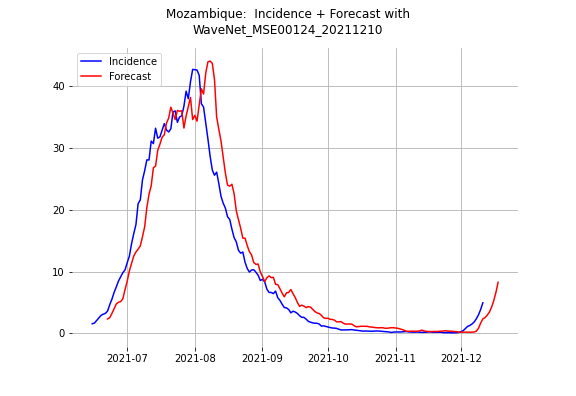 Mozambique:  Incidence + Forecast with
WaveNet_MSE00124_20211210
Incidence
Forecast
40
30
20
10
0
2021-07
2021-08
2021-09
2021-10
2021-11
2021-12